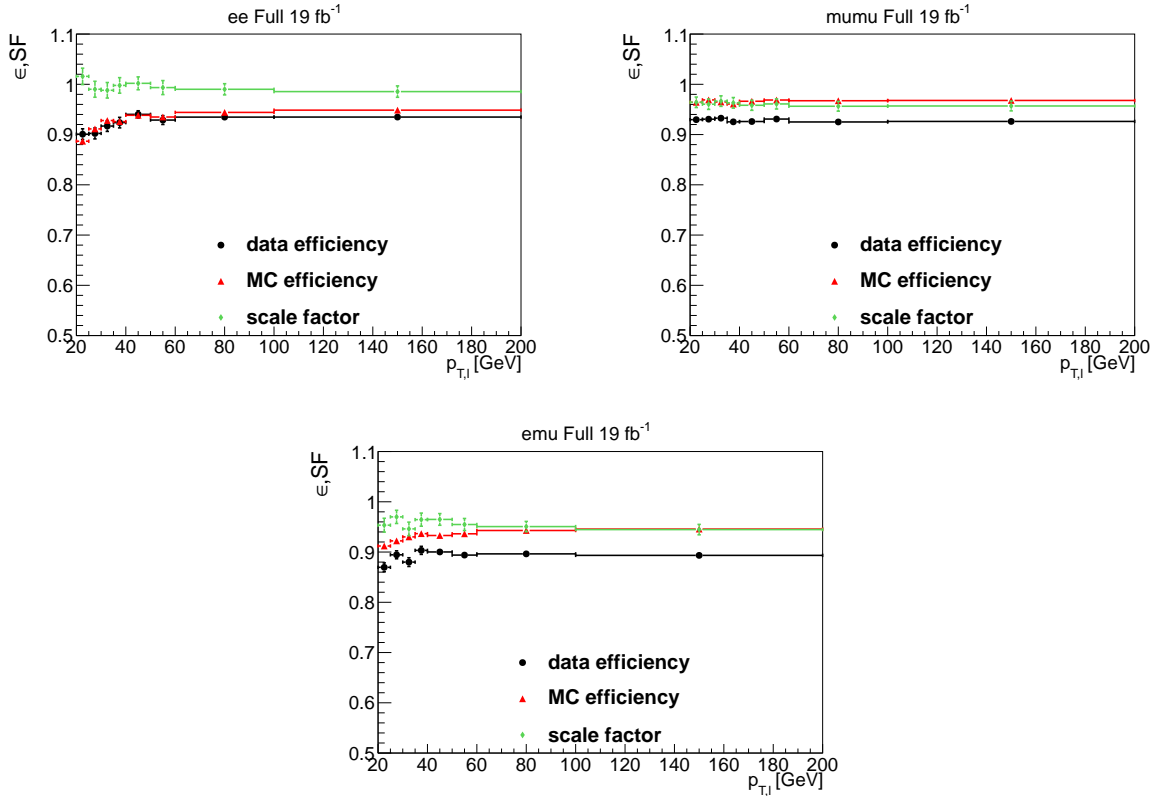 ee Full 19 fb⁻¹
∈,SF
1.1
1
0.9
0.8
0.7
0.6
0.5
data efficiency
MC efficiency
scale factor
20 40 60 80 100 120 140 160 180 200
p_T,l [GeV]
mumu Full 19 fb⁻¹
∈,SF
1.1
1
0.9
0.8
0.7
0.6
0.5
data efficiency
MC efficiency
scale factor
20 40 60 80 100 120 140 160 180 200
p_T,l [GeV]
emu Full 19 fb⁻¹
∈,SF
1.1
1
0.9
0.8
0.7
0.6
0.5
data efficiency
MC efficiency
scale factor
20 40 60 80 100 120 140 160 180 200
p_T,l [GeV]